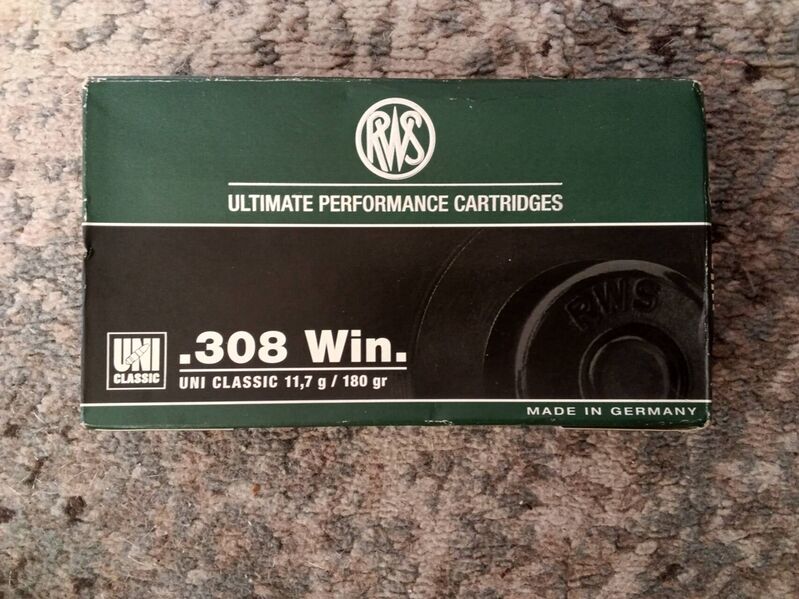 RWS
ULTIMATE PERFORMANCE CARTRIDGES
RWS
UNI
CLASSIC
.308 Win.
UNI CLASSIC 11,7 g / 180 gr
MADE IN GERMANY